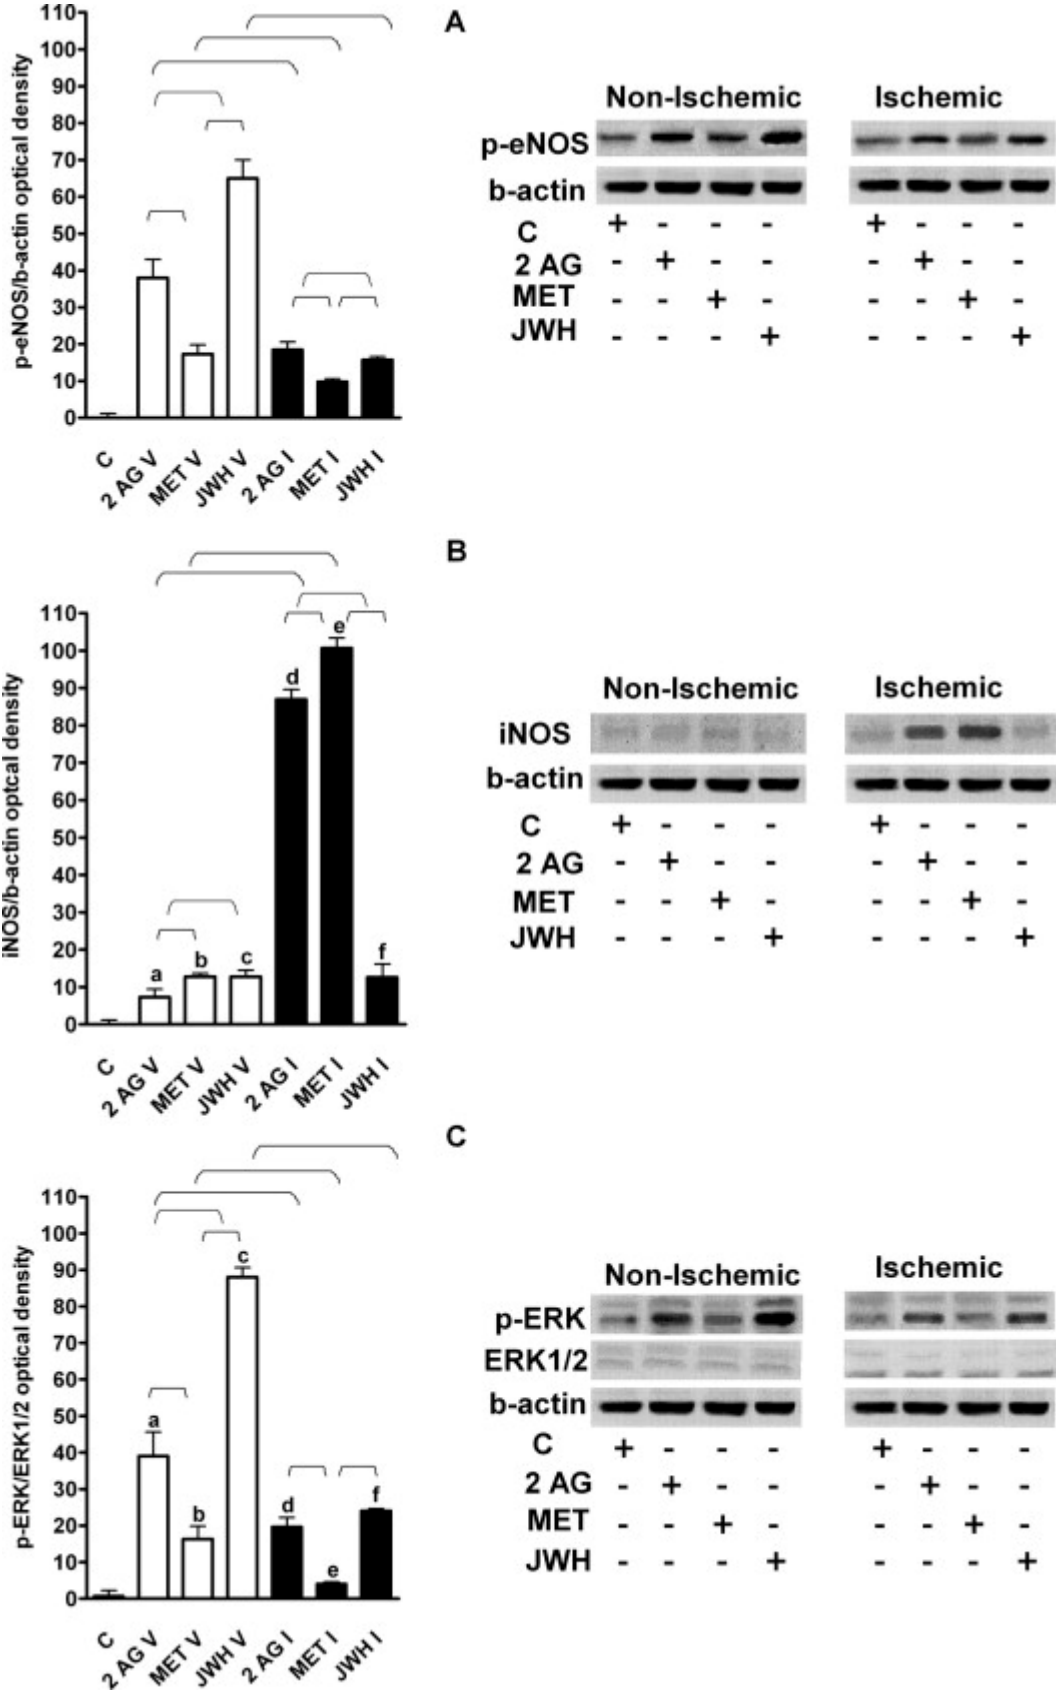 A
p-eNOS/b-actin optical density
110
100
90
80
70
60
50
40
30
20
10
0
C
2 AG V
MET V
JWH V
2 AG I
MET I
JWH I
Non-Ischemic Ischemic
p-eNOS
b-actin
C + - - - + - - -
2 AG - + - - - + - -
MET - - + - - - + -
JWH - - - + - - - +
B
iNOS/b-actin optcal density
110
100
90
80
70
60
50
40
30
20
10
0
a
b
c
d
e
f
C
2 AG V
MET V
JWH V
2 AG I
MET I
JWH I
Non-Ischemic Ischemic
iNOS
b-actin
C + - - - + - - -
2 AG - + - - - + - -
MET - - + - - - + -
JWH - - - + - - - +
C
p-ERK/ERK1/2 optical density
110
100
90
80
70
60
50
40
30
20
10
0
a
b
c
d
e
f
C
2 AG V
MET V
JWH V
2 AG I
MET I
JWH I
Non-Ischemic Ischemic
p-ERK
ERK1/2
b-actin
C + - - - + - - -
2 AG - + - - - + - -
MET - - + - - - + -
JWH - - - + - - - +